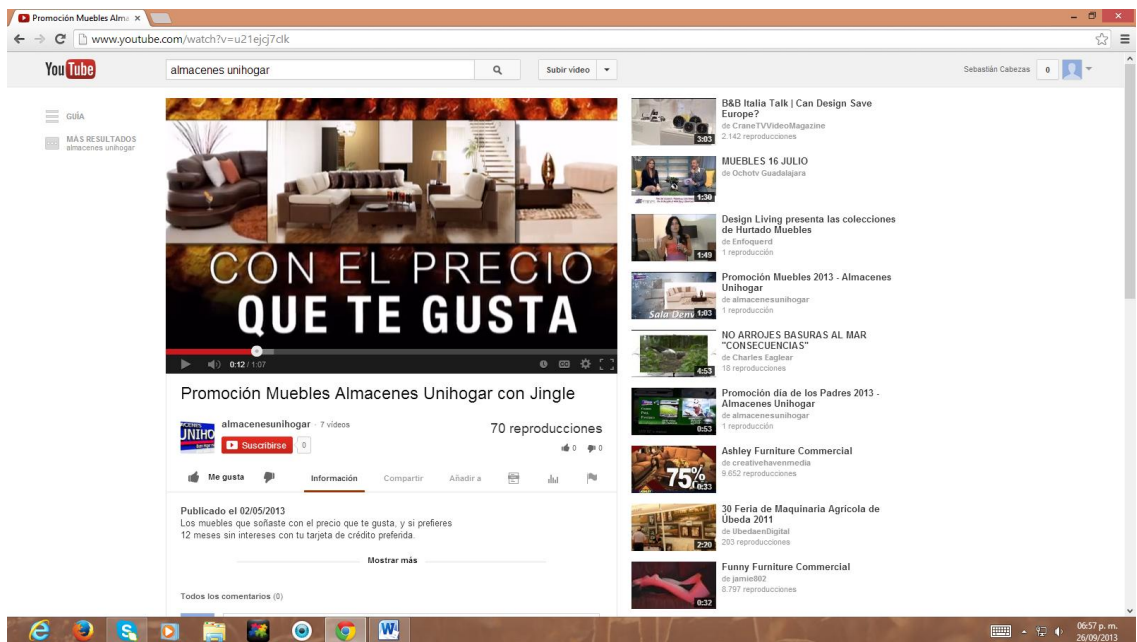 Promoción Muebles Alma
www.youtube.com/watch?v=u21ejcj7clk
YouTube
almacenes unihogar
Subir vídeo
Sebastián Cabezas
0
GUÍA
MÁS RESULTADOS
almacenes unihogar
CON EL PRECIO
QUE TE GUSTA
0:12 / 1:07
Promoción Muebles Almacenes Unihogar con Jingle
almacenesunihogar · 7 vídeos
Suscribirse
0
70 reproducciones
0
0
Me gusta
Información
Compartir
Añadir a
Publicado el 02/05/2013
Los muebles que soñaste con el precio que te gusta, y si prefieres
12 meses sin intereses con tu tarjeta de crédito preferida.
Mostrar más
Todos los comentarios (0)
3:03
B&B Italia Talk | Can Design Save
Europe?
de CraneTVVideoMagazine
2.142 reproducciones
1:30
MUEBLES 16 JULIO
de Ochotv Guadalajara
1:49
Design Living presenta las colecciones
de Hurtado Muebles
de Enfoquerd
1 reproducción
1:03
Promoción Muebles 2013 - Almacenes
Unihogar
de almacenesunihogar
1 reproducción
4:53
NO ARROJES BASURAS AL MAR
"CONSECUENCIAS"
de Charles Eaglear
18 reproducciones
0:53
Promoción día de los Padres 2013 -
Almacenes Unihogar
de almacenesunihogar
1 reproducción
75%
0:33
Ashley Furniture Commercial
de creativehavenmedia
9.652 reproducciones
2:20
30 Feria de Maquinaria Agrícola de
Úbeda 2011
de UbedaenDigital
203 reproducciones
0:32
Funny Furniture Commercial
de jamie802
8.797 reproducciones
06:57 p. m.
26/09/2013